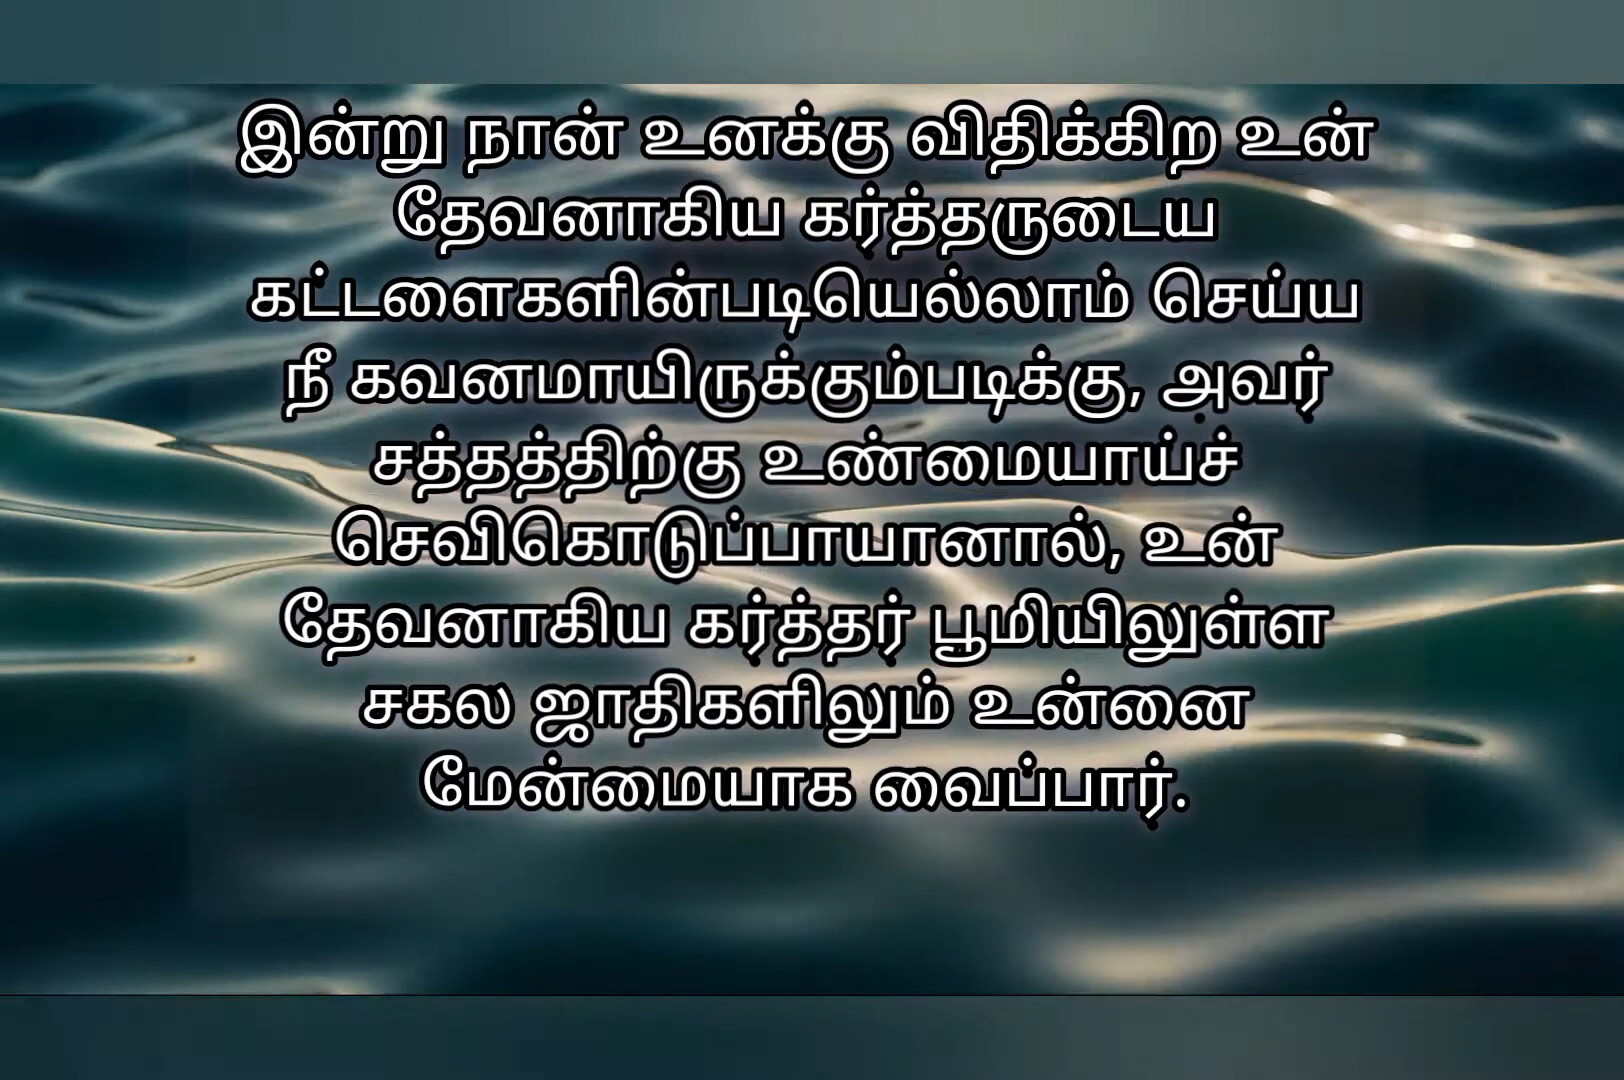 இன்று நான் உனக்கு விதிக்கிற உன்
தேவனாகிய கர்த்தருடைய
கட்டளைகளின்படியெல்லாம் செய்ய
நீ கவனமாயிருக்கும்படிக்கு, அவர்
சத்தத்திற்கு உண்மையாய்ச்
செவிகொடுப்பாயானால், உன்
தேவனாகிய கர்த்தர் பூமியிலுள்ள
சகல ஜாதிகளிலும் உன்னை
மேன்மையாக வைப்பார்.